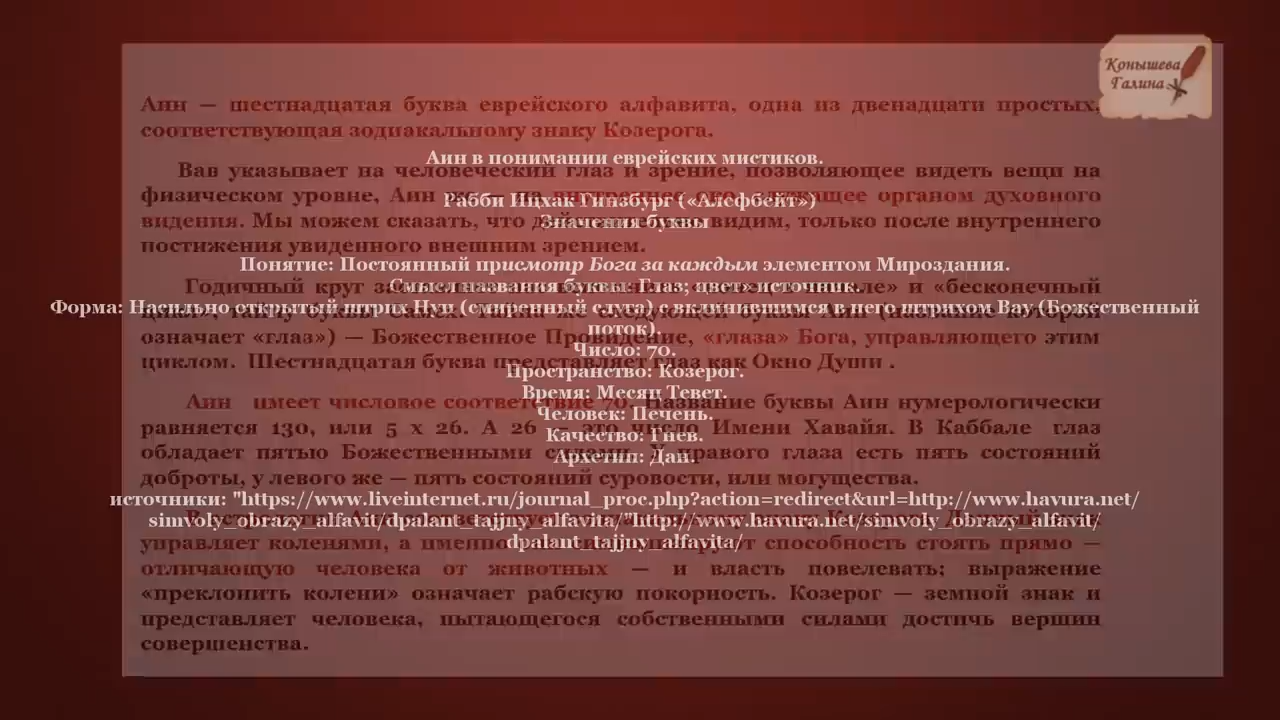 Конышева
Галина
Аин — шестнадцатая буква еврейского алфавита, одна из двенадцати простых,
соответствующая зодиакальному знаку Козерога.
Аин в понимании еврейских мистиков.
Вав указывает на человеческий глаз и зрение, позволяющее видеть вещи на
физическом уровне, Аин органом духовного
Рабби Ицхак Гинзбург («Алефбейт»)
видения. Мы можем сказать, что видим, только после внутреннего
Значения буквы
постижения увиденного внешним зрением.
Понятие: Постоянный присмотр Бога за каждым элементом Мироздания.
Годичный круг и «бесконечный
Смысл названия буквы: Глаз; цвет; источник.
Форма: Насильно открытый штрих Нун (смиренный слуга) с вклинившимся в него штрихом Вау (Божественный
поток).
означает «глаз») — Божественное Провидение, «глаза» Бога, управляющего этим
Число: 70.
циклом. Шестнадцатая буква представляет глаз как Окно Души .
Пространство: Козерог.
Время: Месяц Тевет.
Аин имеет числовое соответствие 70. Название буквы Аин нумерологически
Человек: Печень.
равняется 130, или 5 х 26. А 26 – это число Имени Хавайя. В Каббале глаз
Качество: Гнев.
обладает пятью Божественными правого глаза есть пять состояний
Архетип: Дан.
доброты, у левого же — пять состояний суровости, или могущества.
источники: "https://www.liveinternet.ru/journal_proc.php?action=redirect&url=http://www.havura.net/
simvoly_obrazy_alfavit/dpalant_tajjny_alfavita/"http://www.havura.net/simvoly_obrazy_alfavit/
dpalant_tajjny_alfavita/
управляет коленями, а именно способность стоять прямо —
отличающую человека от животных — и власть повелевать; выражение
«преклонить колени» означает рабскую покорность. Козерог — земной знак и
представляет человека, пытающегося собственными силами достичь вершин
совершенства.